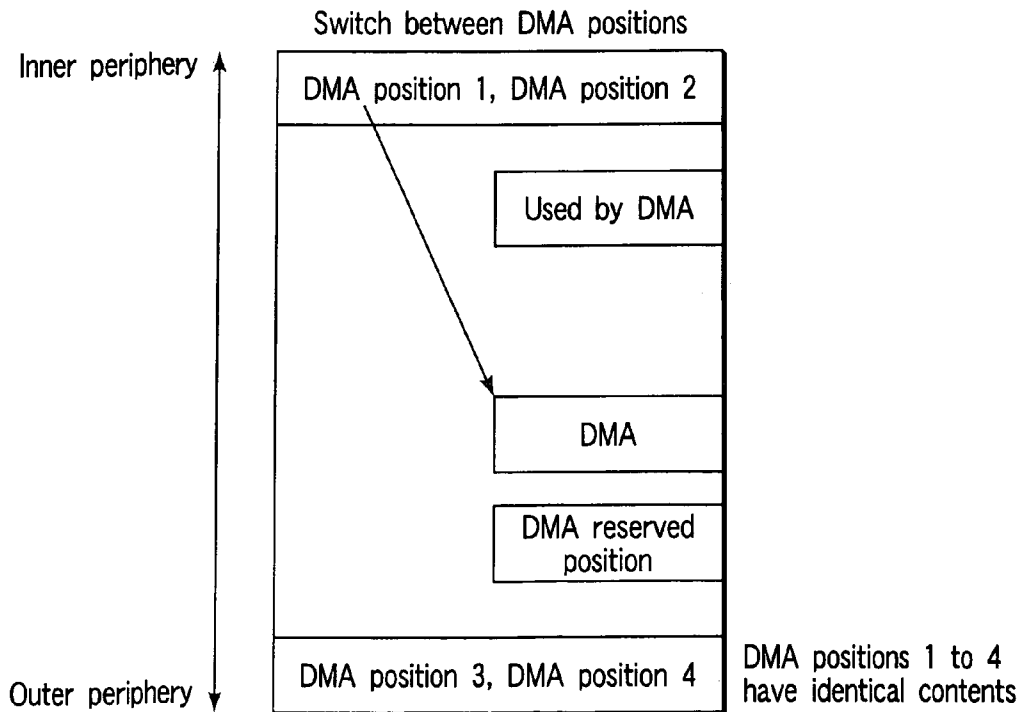 Switch between DMA positions
Inner periphery
DMA position 1, DMA position 2
Used by DMA
DMA
DMA reserved
position
DMA position 3, DMA position 4
Outer periphery
DMA positions 1 to 4
have identical contents